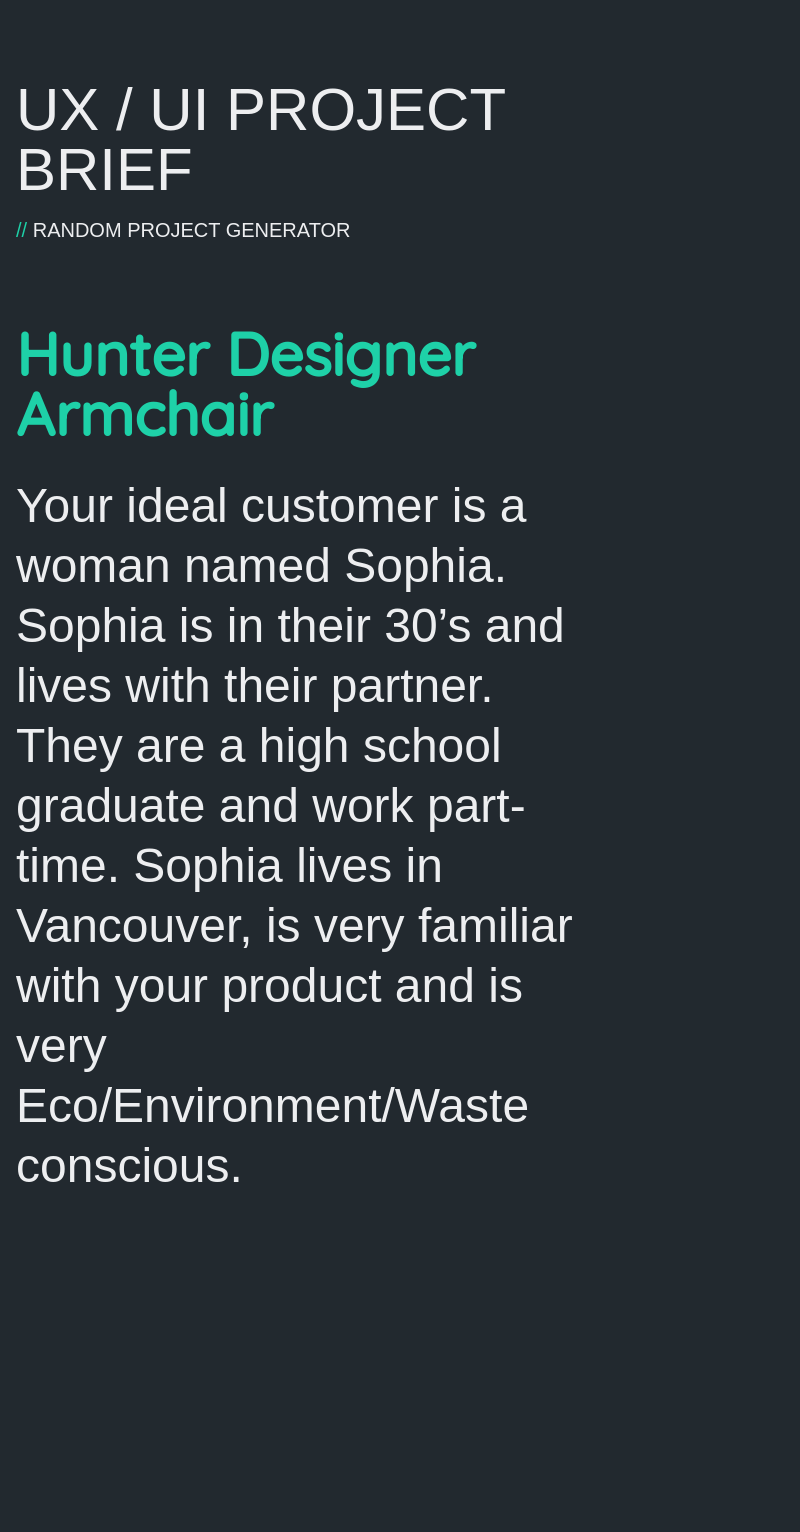 UX / UI PROJECT
BRIEF
// RANDOM PROJECT GENERATOR
Hunter Designer
Armchair
Your ideal customer is a
woman named Sophia.
Sophia is in their 30’s and
lives with their partner.
They are a high school
graduate and work part-
time. Sophia lives in
Vancouver, is very familiar
with your product and is
very
Eco/Environment/Waste
conscious.